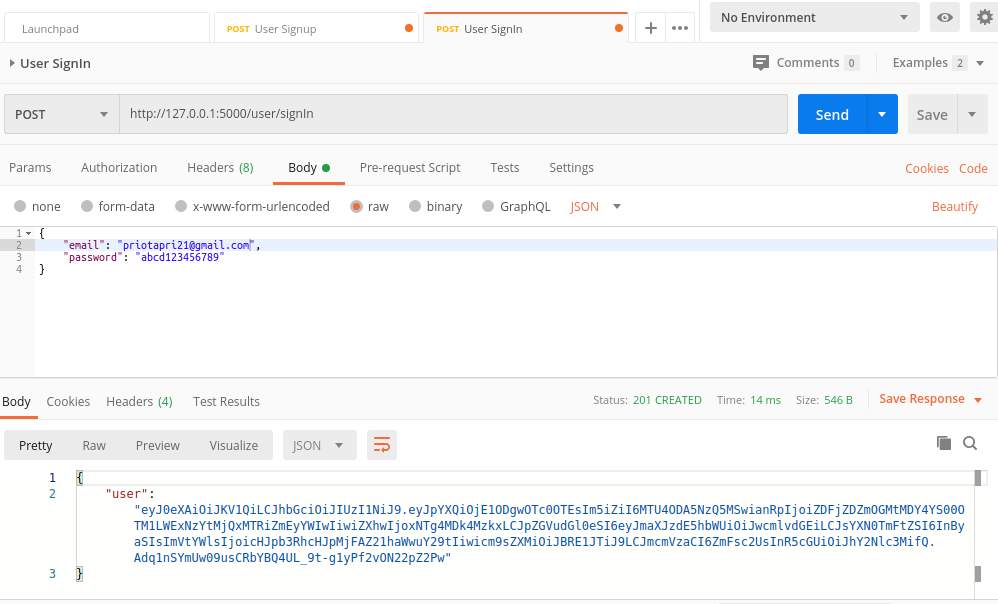 Launchpad
POST User Signup
POST User SignIn
No Environment
User SignIn
Comments 0
Examples 2
POST
http://127.0.0.1:5000/user/signIn
Send
Save
Params
Authorization
Headers (8)
Body
Pre-request Script
Tests
Settings
Cookies
Code
none
form-data
x-www-form-urlencoded
raw
binary
GraphQL
JSON
Beautify
1 {
2 "email": "priotapri21@gmail.com",
3 "password": "abcd123456789"
4 }
Body
Cookies
Headers (4)
Test Results
Status: 201 CREATED
Time: 14 ms
Size: 546 B
Save Response
Pretty
Raw
Preview
Visualize
JSON
1 {
2 "user":
"eyJ0eXAiOiJKV1QiLCJhbGciOiJIUzI1NiJ9.eyJpYXQiOjE1ODgwOTc0OTEsIm5iZiI6MTU4ODA5NzQ5MSwianRpIjoiZDFjZDZmOGMtMDY4YS00O
TM1LWExNzYtMjQxMTRiZmEyYWIwIiwiZXhwIjoxNTg4MDk4MzkxLCJpZGVudGl0eSI6eyJmaXJzdE5hbWUiOiJwcmlvdGEiLCJsYXN0TmFtZSI6InBy
aSIsImVtYWlsIjoicHJpb3RhcHJpMjFAZ21haWwuY29tIiwicm9sZXMiOiJBRE1JTiJ9LCJmcmVzaCI6ZmFsc2UsInR5cGUiOiJhY2Nlc3MifQ.
Adq1nSYmUw09usCRbYBQ4UL_9t-g1yPf2vON22pZ2Pw"
3 }